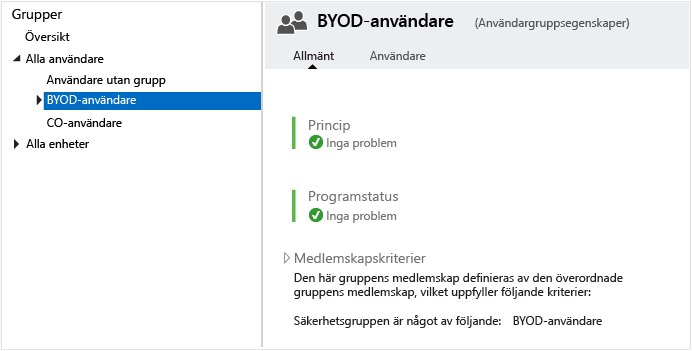 Grupper
Översikt
Alla användare
Användare utan grupp
BYOD-användare
CO-användare
Alla enheter
BYOD-användare (Användargruppsegenskaper)
Allmänt Användare
Princip
Inga problem
Programstatus
Inga problem
Medlemskapskriterier
Den här gruppens medlemskap definieras av den överordnade
gruppens medlemskap, vilket uppfyller följande kriterier:
Säkerhetsgruppen är något av följande: BYOD-användare